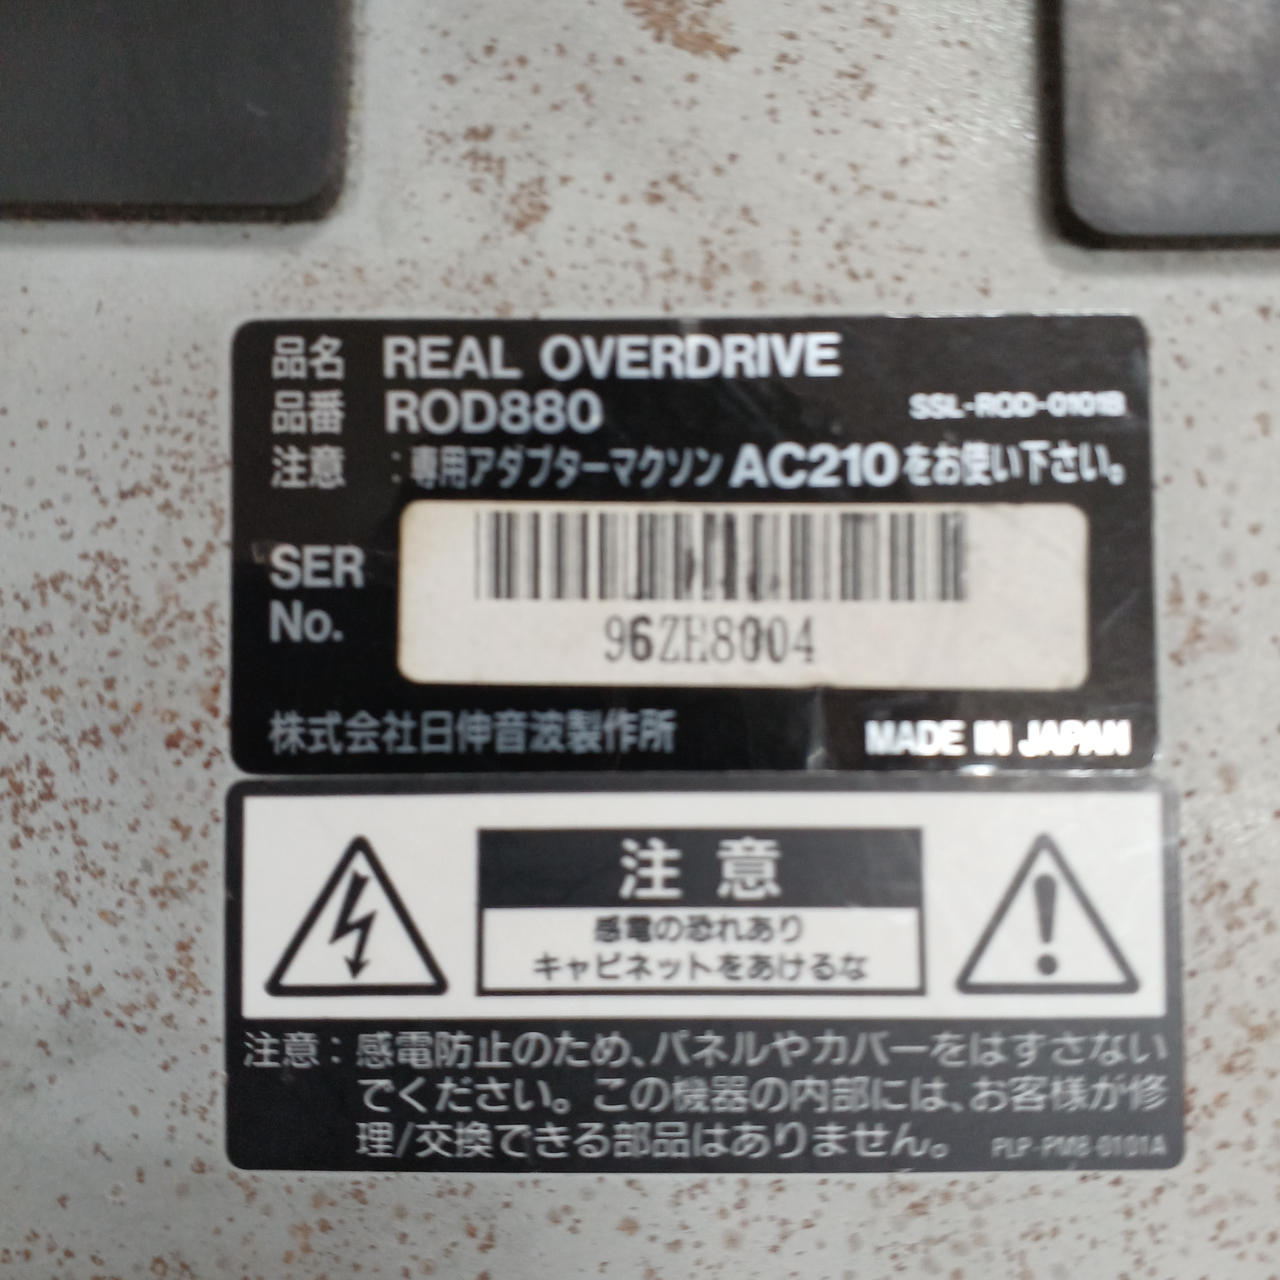 品名 REAL OVERDRIVE
品番 ROD880 SSL-ROD-0101B
注意 :専用アダプターマクソン AC210をお使い下さい。
SER
No.
96ZH8004
株式会社日伸音波製作所 MADE IN JAPAN
注意
感電の恐れあり
キャビネットをあけるな
注意：感電防止のため、パネルやカバーをはずさない
でください。この機器の内部には、お客様が修
理/交換できる部品はありません。 PLP-PM8-0101A